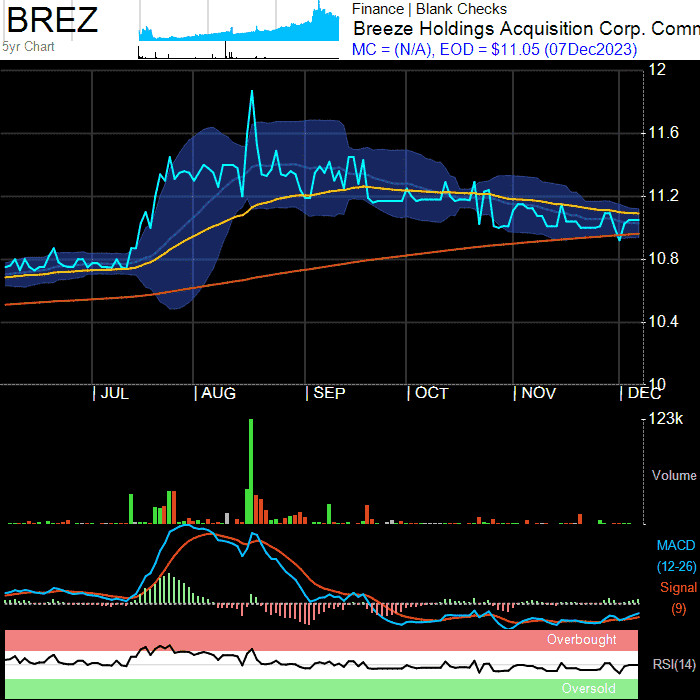 BREZ
5yr Chart
Finance | Blank Checks
Breeze Holdings Acquisition Corp. Comm
MC = (N/A), EOD = $11.05 (07Dec2023)
12
11.6
11.2
10.8
10.4
10
| JUL | AUG | SEP | OCT | NOV | DEC
123k
Volume
MACD
(12-26)
Signal
(9)
Overbought
RSI(14)
Oversold